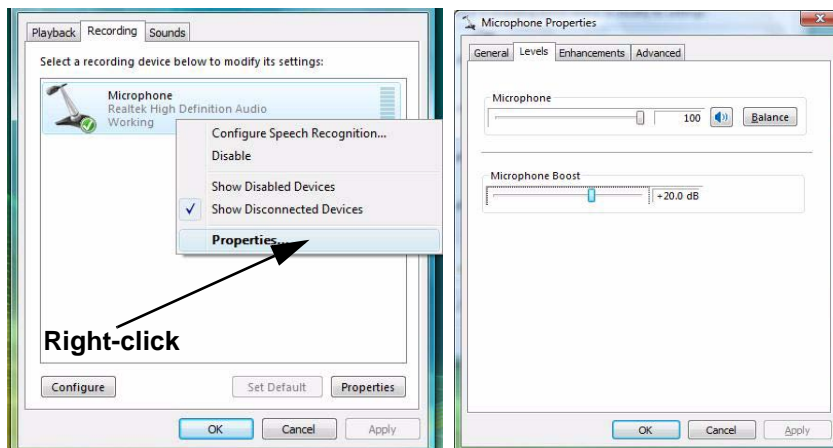 Playback Recording Sounds
Select a recording device below to modify its settings:
Microphone
Realtek High Definition Audio
Working
Configure Speech Recognition...
Disable
Show Disabled Devices
Show Disconnected Devices
Properties...
Right-click
Configure Set Default Properties
OK Cancel Apply
Microphone Properties
General Levels Enhancements Advanced
Microphone
100 Balance
Microphone Boost
+20.0 dB
OK Cancel Apply